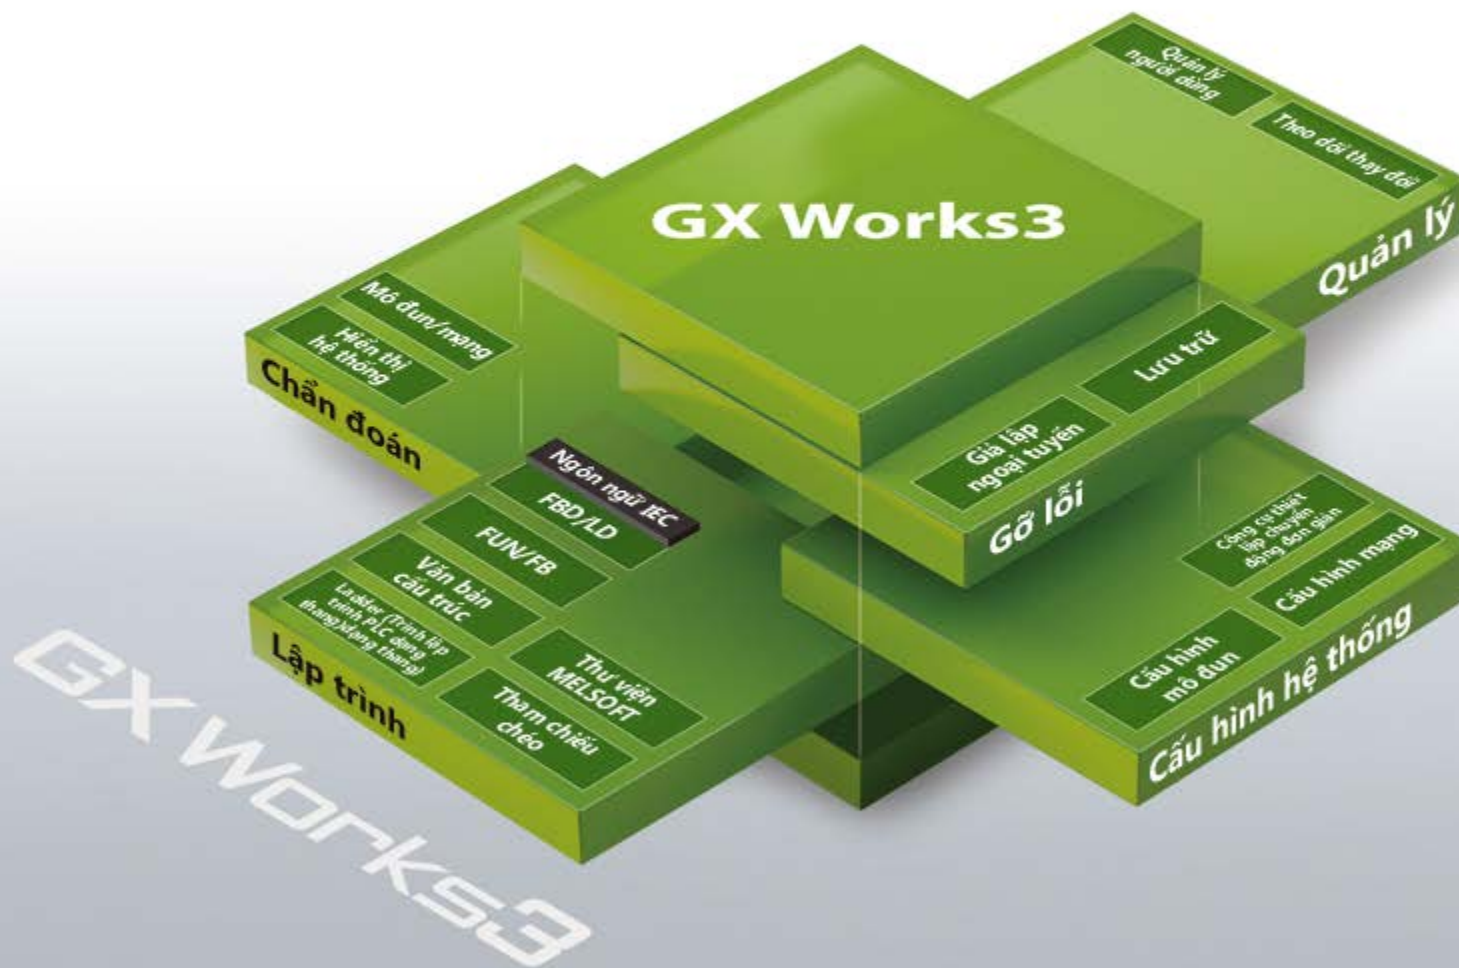 GX Works3
Quản lý
người dùng
Theo dõi thay đổi
Quản lý
Mô đun/mạng
Hiển thị
hệ thống
Chẩn đoán
Lưu trữ
Giả lập
ngoại tuyến
Gỡ lỗi
Ngôn ngữ IEC
FBD/LD
FUN/FB
Văn bản
cấu trúc
Ladder (Trình lập
trình PLC dạng
thang)dạng thang)
Thư viện
MELSOFT
Tham chiếu
chéo
Lập trình
Công cụ thiết
lập chuyển
động đơn giản
Cấu hình mạng
Cấu hình
mô đun
Cấu hình hệ thống
GX Works3